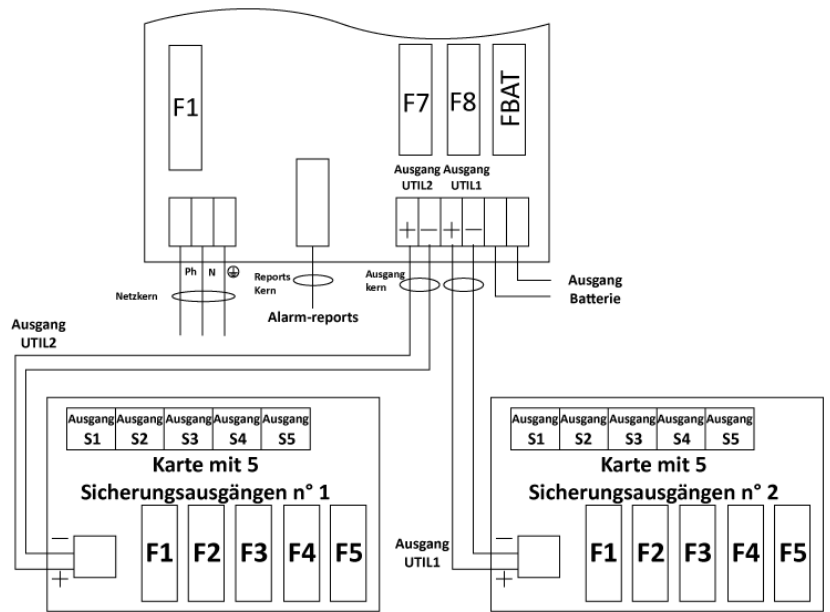 F1
F7
F8
FBAT
Ausgang
UTIL2
Ausgang
UTIL1
+
−
+
−
Ph
N
Netzkern
Reports
Kern
Alarm-reports
Ausgang
kern
Ausgang
Batterie
Ausgang
UTIL2
Ausgang
S1
Ausgang
S2
Ausgang
S3
Ausgang
S4
Ausgang
S5
Karte mit 5
Sicherungsausgängen n° 1
−
+
F1
F2
F3
F4
F5
Ausgang
UTIL1
Ausgang
S1
Ausgang
S2
Ausgang
S3
Ausgang
S4
Ausgang
S5
Karte mit 5
Sicherungsausgängen n° 2
−
+
F1
F2
F3
F4
F5